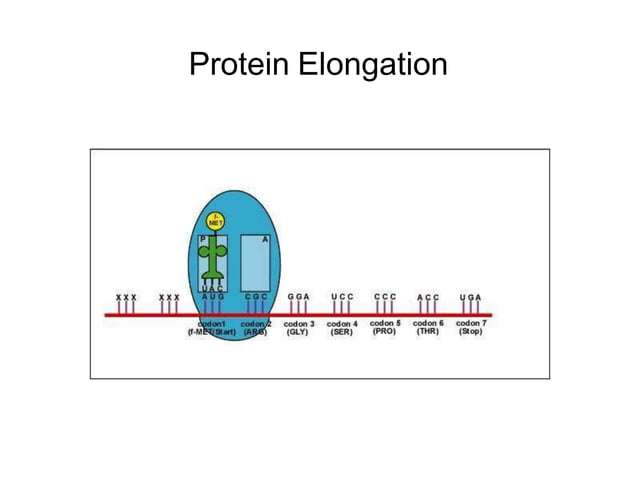 Protein Elongation
f-
MET
P A
U A C
X X X X X X A U G C G C G G A U C C C C C A C C U G A
codon1 codon 2 codon 3 codon 4 codon 5 codon 6 codon 7
(f-MET/Start) (ARG) (GLY) (SER) (PRO) (THR) (Stop)